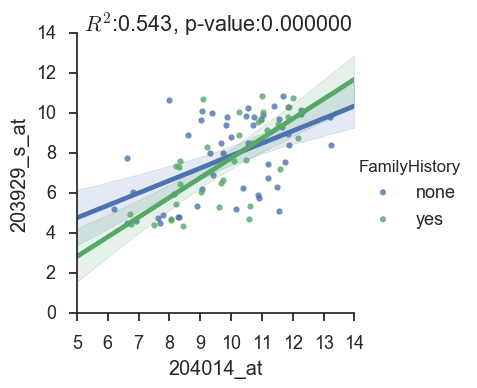 R²:0.543, p-value:0.000000
14
12
10
8
6
4
2
0
203929_s_at
5 6 7 8 9 10 11 12 13 14
204014_at
FamilyHistory
none
yes